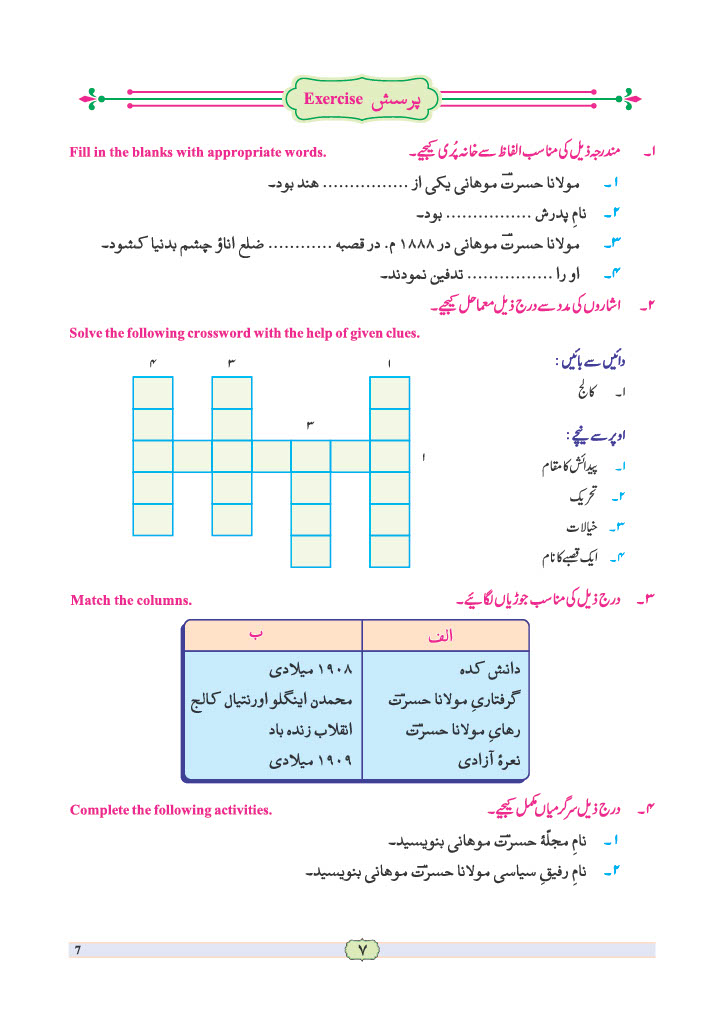 Exercise پرسش
۱۔ مندرجہ ذیل کی مناسب الفاظ سے خانہ پُری کیجیے۔ Fill in the blanks with appropriate words.
۱۔ مولانا حسرتؔ موهانی یکی از ................ هند بود۔
۲۔ نامِ پدرش ................ بود۔
۳۔ مولانا حسرتؔ موهانی در ۱۸۸۸ م. در قصبه ............ ضلع اناؤ چشم بدنیا کشود۔
۴۔ او را ................ تدفین نمودند۔
۲۔ اشاروں کی مدد سے درج ذیل معما حل کیجیے۔
Solve the following crossword with the help of given clues.
دائیں سے بائیں :
۱۔ کالج
اوپر سے نیچے :
۱۔ پیدائش کا مقام
۲۔ تحریک
۳۔ خیالات
۴۔ ایک قصبے کا نام
۱ ۳ ۴
۳
۱
۳۔ درج ذیل کی مناسب جوڑیاں لگائیے۔ Match the columns.
الف ب
دانش کده ۱۹۰۸ میلادی
گرفتاریِ مولانا حسرتؔ محمدن اینگلو اورنتیال کالج
رهایِ مولانا حسرتؔ انقلاب زنده باد
نعرۂ آزادی ۱۹۰۹ میلادی
۴۔ درج ذیل سرگرمیاں مکمل کیجیے۔ Complete the following activities.
۱۔ نامِ مجلّۂ حسرتؔ موهانی بنویسید۔
۲۔ نامِ رفیقِ سیاسی مولانا حسرتؔ موهانی بنویسید۔
7 ۷